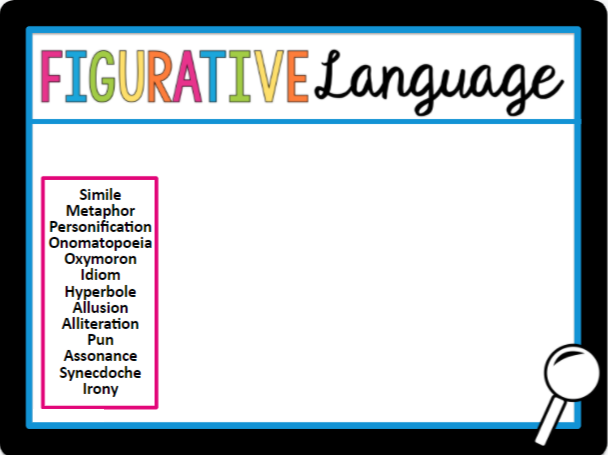 FIGURATIVE Language
Simile
Metaphor
Personification
Onomatopoeia
Oxymoron
Idiom
Hyperbole
Allusion
Alliteration
Pun
Assonance
Synecdoche
Irony